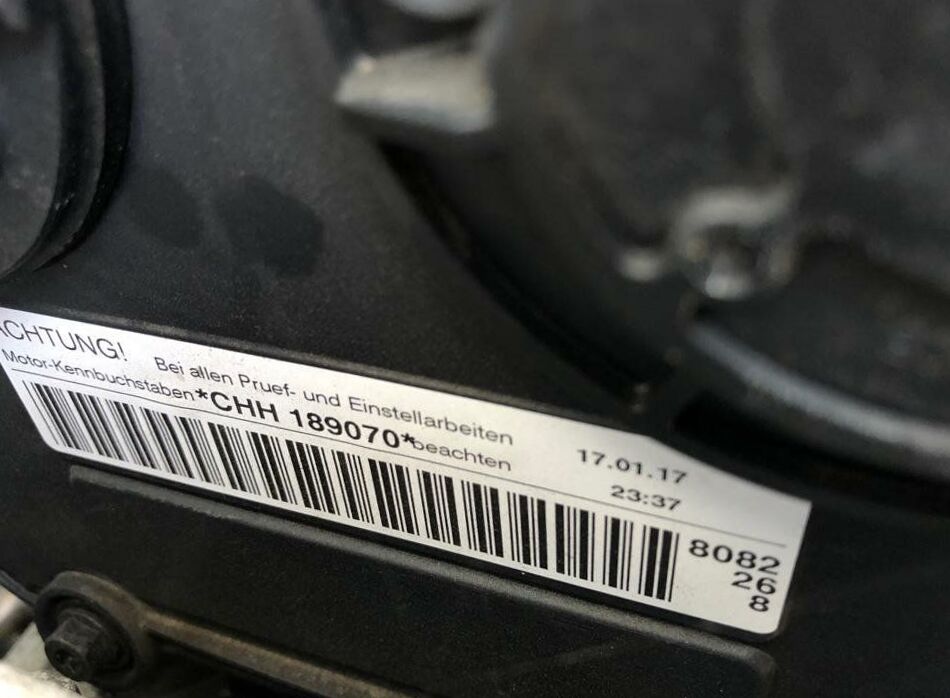 ACHTUNG! Bei allen Pruef- und Einstellarbeiten
Motor-Kennbuchstaben *CHH 189070* beachten
17.01.17
23:37
8082
26
8